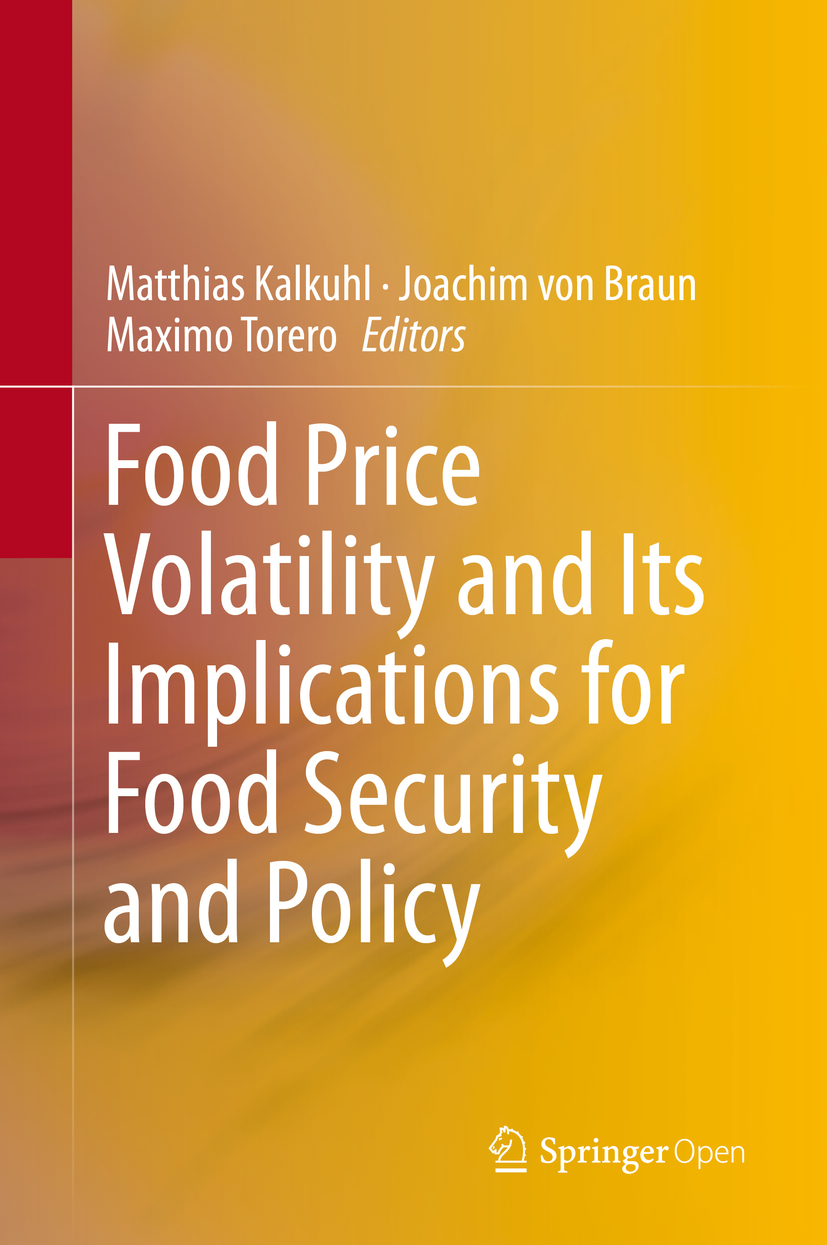 Matthias Kalkuhl · Joachim von Braun
Maximo Torero Editors
Food Price
Volatility and Its
Implications for
Food Security
and Policy
Springer Open